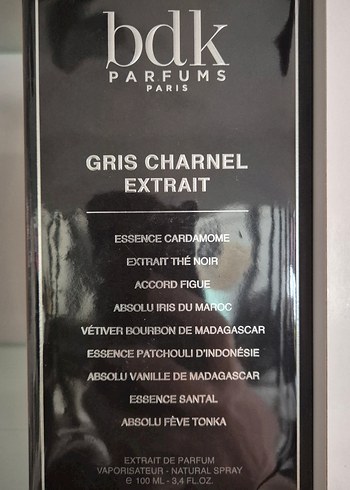 bdk
PARFUMS
PARIS
GRIS CHARNEL
EXTRAIT
ESSENCE CARDAMOME
EXTRAIT THÉ NOIR
ACCORD FIGUE
ABSOLU IRIS DU MAROC
VÉTIVER BOURBON DE MADAGASCAR
ESSENCE PATCHOULI D'INDONÉSIE
ABSOLU VANILLE DE MADAGASCAR
ESSENCE SANTAL
ABSOLU FÈVE TONKA
EXTRAIT DE PARFUM
VAPORISATEUR - NATURAL SPRAY
℮ 100 ML - 3,4 FL.OZ.